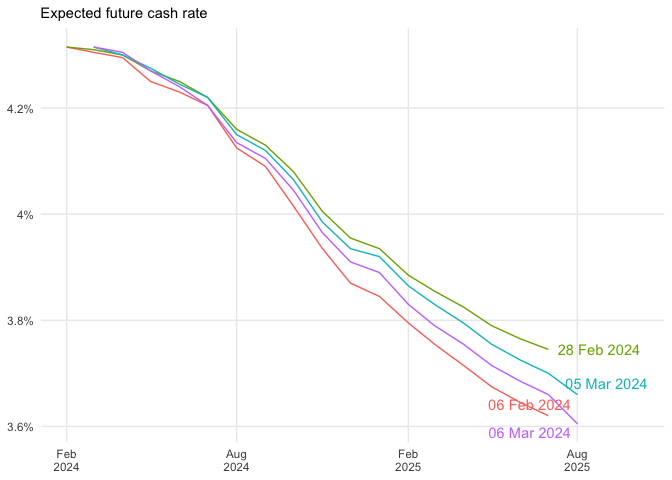 Expected future cash rate
4.2%
4%
3.8%
3.6%
28 Feb 2024
05 Mar 2024
06 Feb 2024
06 Mar 2024
Feb
2024
Aug
2024
Feb
2025
Aug
2025